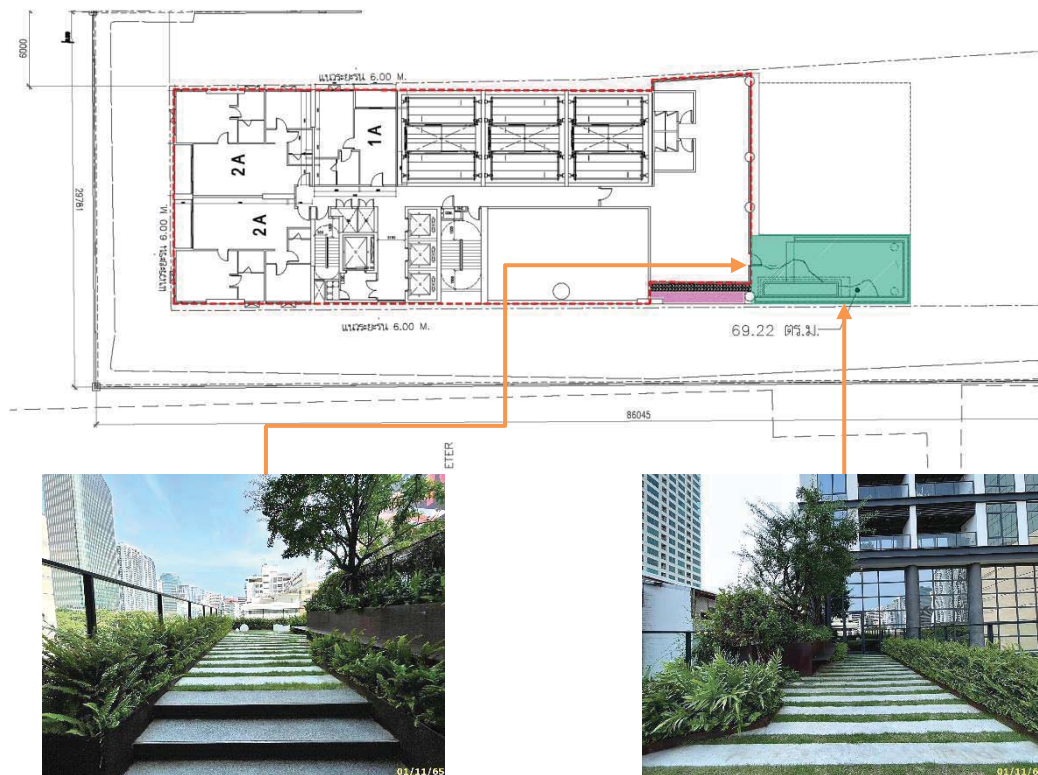 6000
แนวระยะร่น 6.00 M.
2A
1A
29761
2A
แนวระยะร่น 6.00 M.
แนวระยะร่น 6.00 M.
69.22 ตร.ม.
86045
ETER
01/11/65